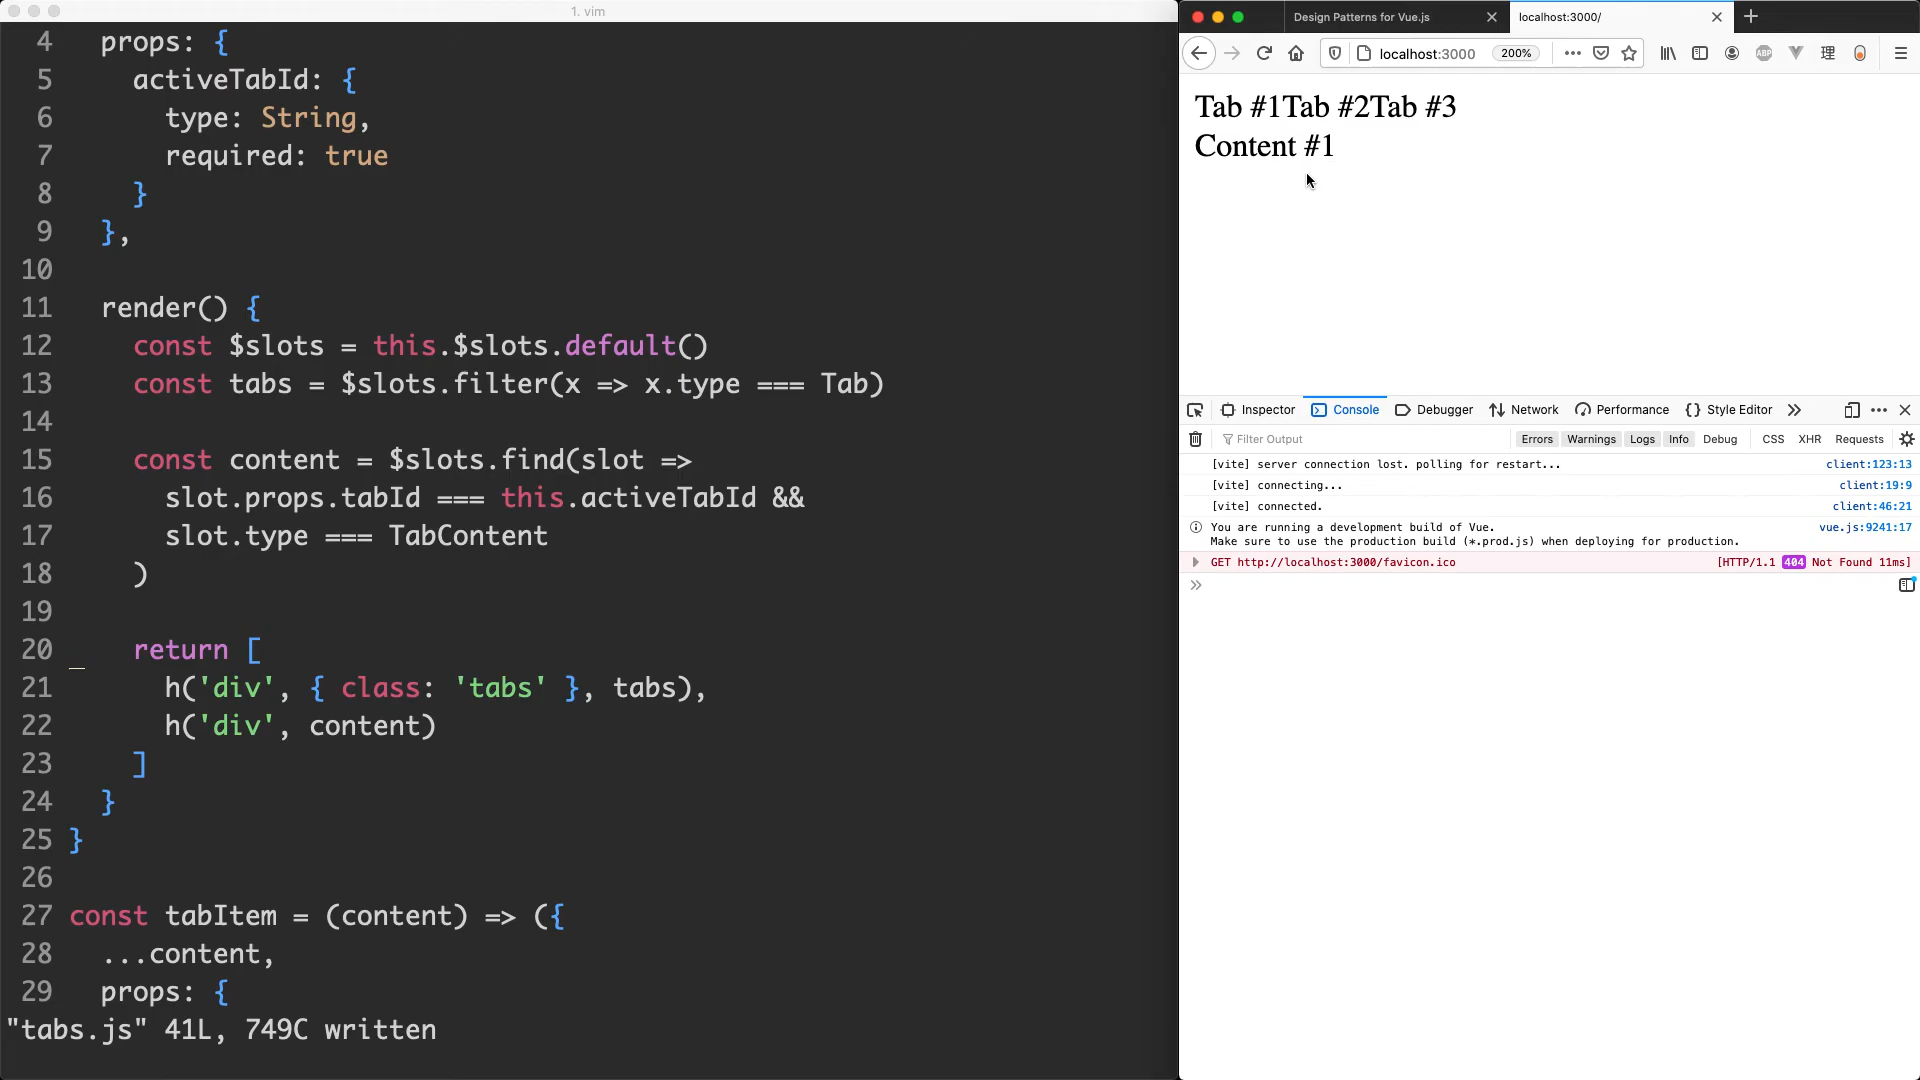 1. vim
4 props: {
5 activeTabId: {
6 type: String,
7 required: true
8 }
9 },
10
11 render() {
12 const $slots = this.$slots.default()
13 const tabs = $slots.filter(x => x.type === Tab)
14
15 const content = $slots.find(slot =>
16 slot.props.tabId === this.activeTabId &&
17 slot.type === TabContent
18 )
19
20 return [
21 h('div', { class: 'tabs' }, tabs),
22 h('div', content)
23 ]
24 }
25 }
26
27 const tabItem = (content) => ({
28 ...content,
29 props: {
"tabs.js" 41L, 749C written
Design Patterns for Vue.js
localhost:3000/
localhost:3000 200%
ABP 理
Tab #1Tab #2Tab #3
Content #1
Inspector Console Debugger Network Performance Style Editor
Filter Output Errors Warnings Logs Info Debug CSS XHR Requests
[vite] server connection lost. polling for restart... client:123:13
[vite] connecting... client:19:9
[vite] connected. client:46:21
You are running a development build of Vue. vue.js:9241:17
Make sure to use the production build (*.prod.js) when deploying for production.
GET http://localhost:3000/favicon.ico [HTTP/1.1 404 Not Found 11ms]